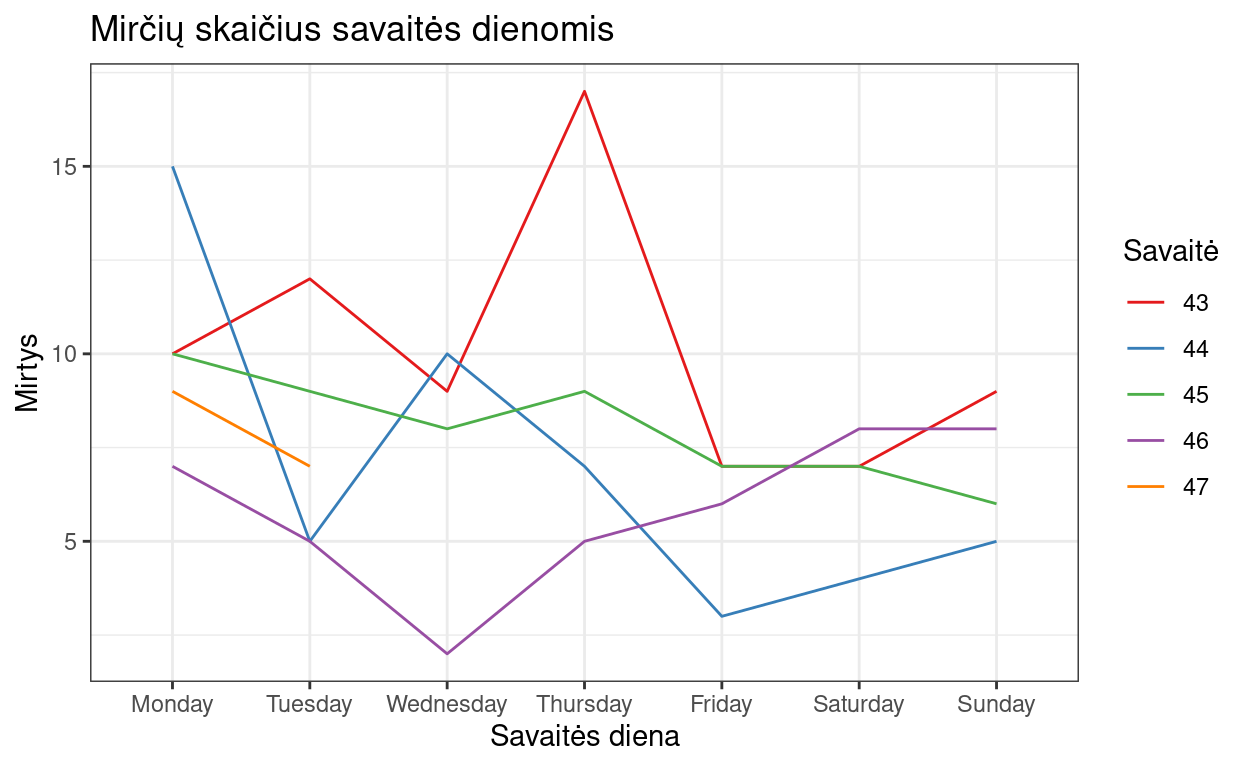 Mirčių skaičius savaitės dienomis
Mirtys
15
10
5
Monday Tuesday Wednesday Thursday Friday Saturday Sunday
Savaitės diena
Savaitė
43
44
45
46
47